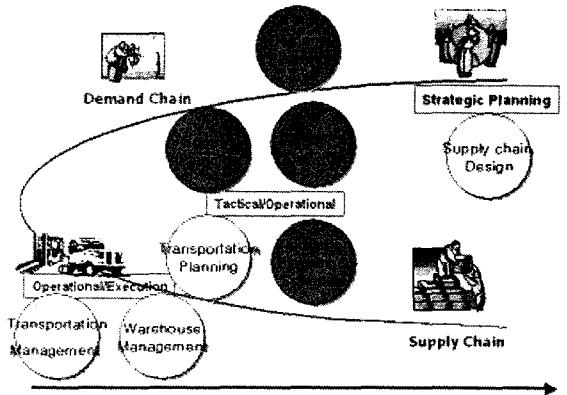 Demand Chain
Strategic Planning
Supply chain
Design
Tactical/Operational
Transportation
Planning
Operational/Execution
Transportation
Management
Warehouse
Management
Supply Chain